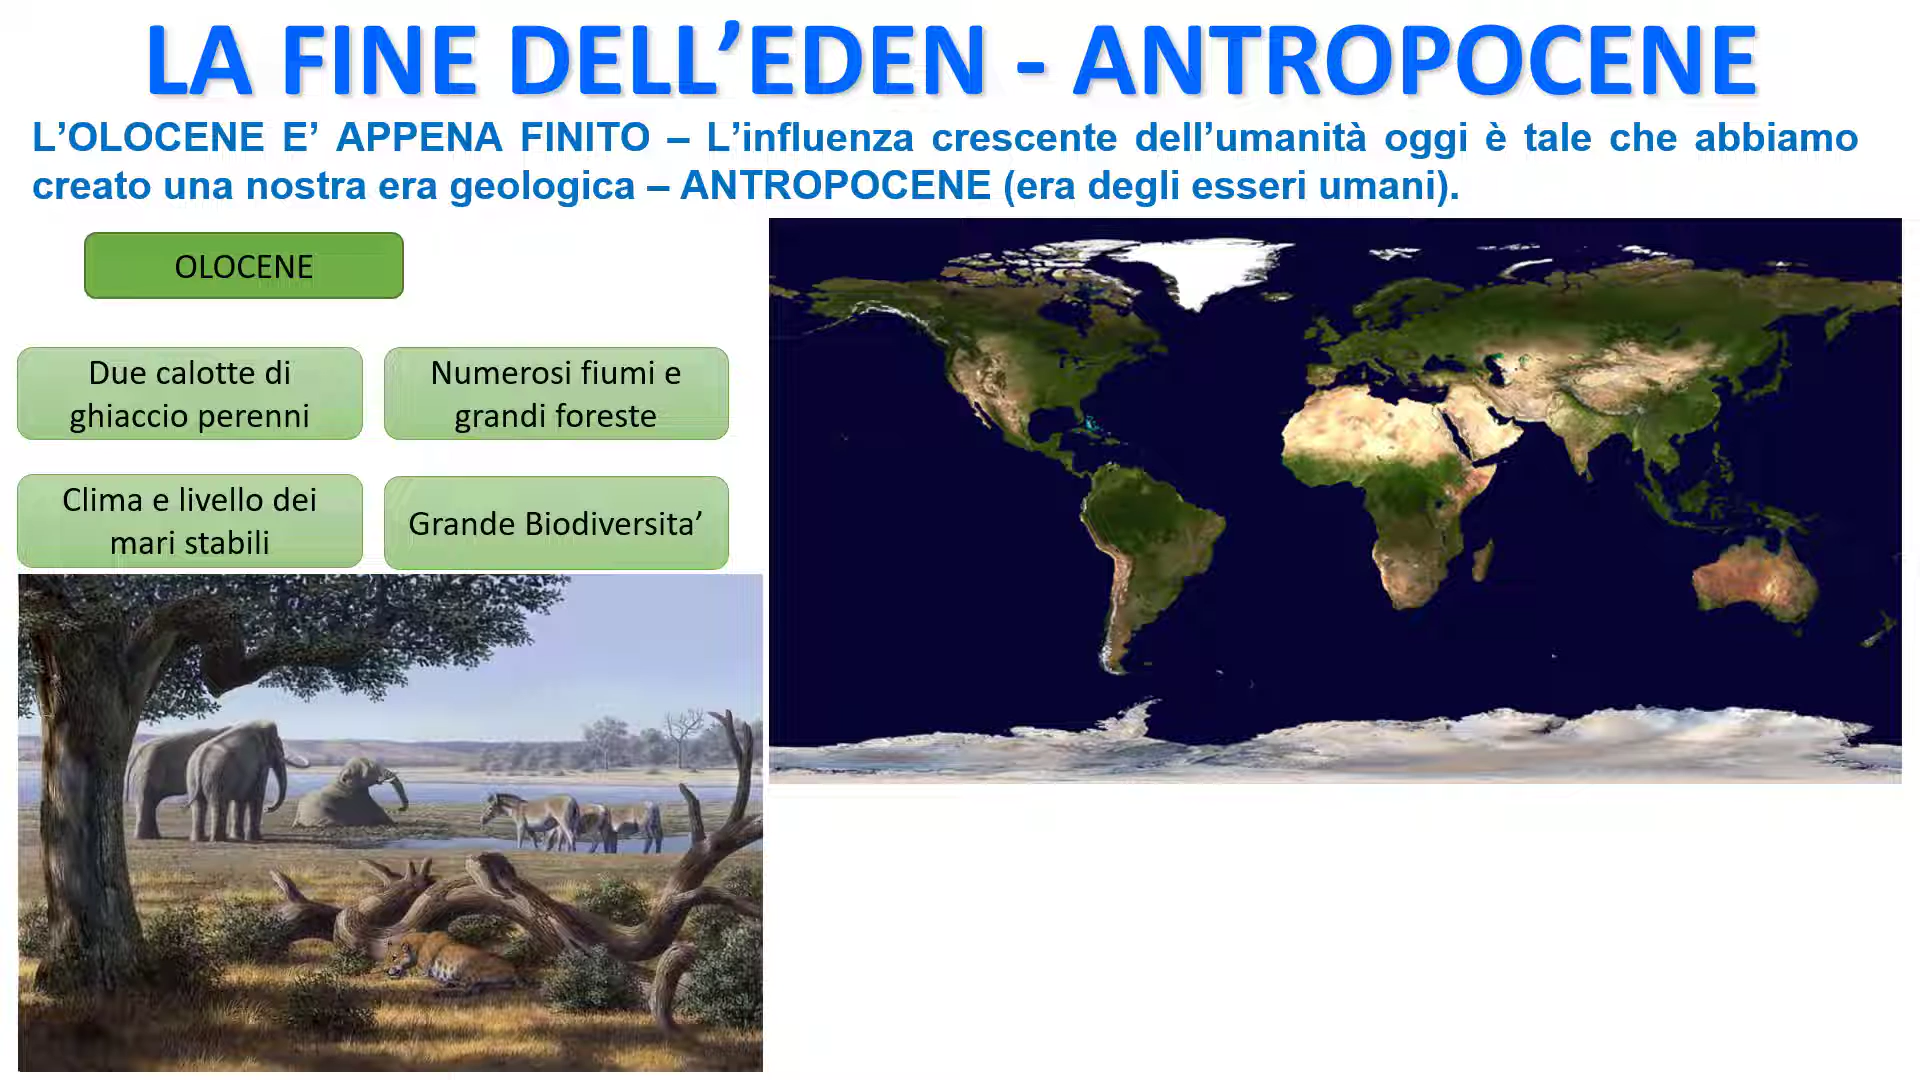 LA FINE DELL’EDEN - ANTROPOCENE
L’OLOCENE E’ APPENA FINITO – L’influenza crescente dell’umanità oggi è tale che abbiamo
creato una nostra era geologica – ANTROPOCENE (era degli esseri umani).
OLOCENE
Due calotte di
ghiaccio perenni
Numerosi fiumi e
grandi foreste
Clima e livello dei
mari stabili
Grande Biodiversita’